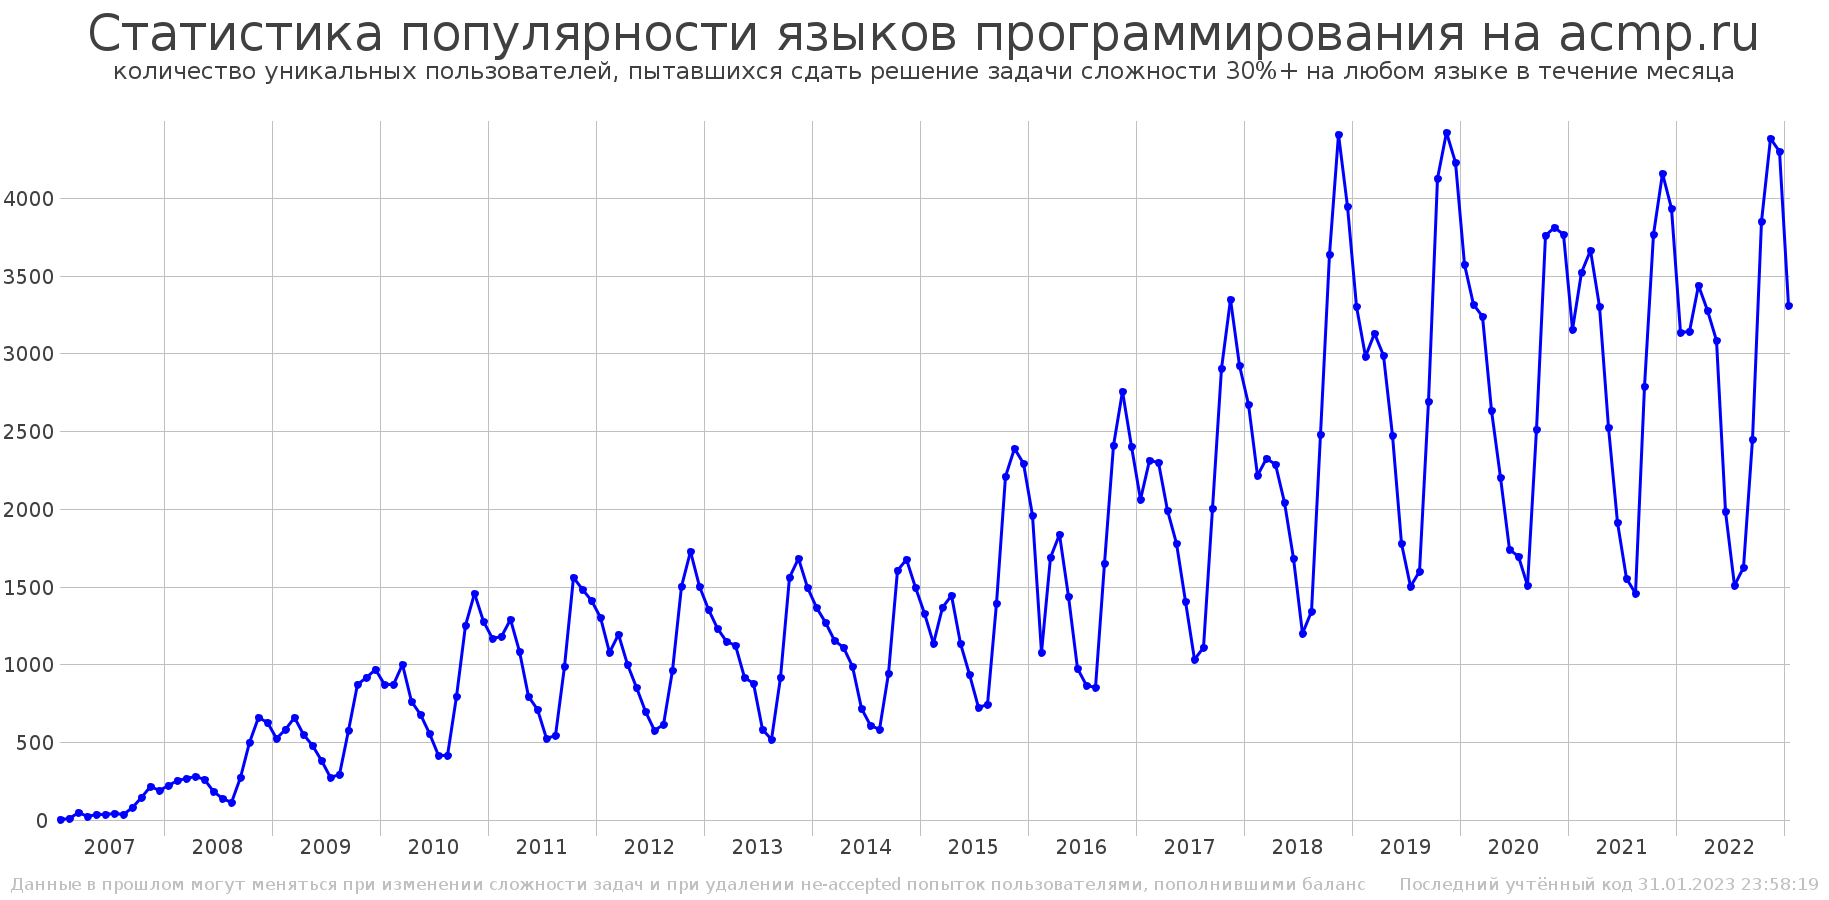 Статистика популярности языков программирования на acmp.ru
количество уникальных пользователей, пытавшихся сдать решение задачи сложности 30%+ на любом языке в течение месяца
4000
3500
3000
2500
2000
1500
1000
500
0
2007 2008 2009 2010 2011 2012 2013 2014 2015 2016 2017 2018 2019 2020 2021 2022
Данные в прошлом могут меняться при изменении сложности задач и при удалении не-accepted попыток пользователями, пополнившими баланс Последний учтённый код 31.01.2023 23:58:19